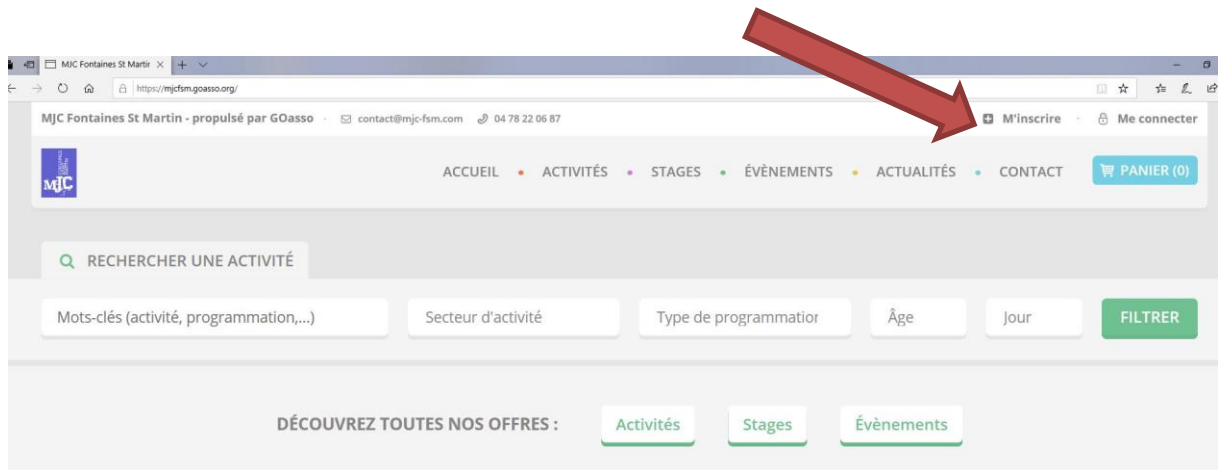 MJC Fontaines St Martin
https://mjcfsm.goasso.org/
MJC Fontaines St Martin - propulsé par GOasso · contact@mjc-fsm.com 04 78 22 06 87 M'inscrire · Me connecter
MJC
ACCUEIL • ACTIVITÉS • STAGES • ÉVÈNEMENTS • ACTUALITÉS • CONTACT PANIER (0)
RECHERCHER UNE ACTIVITÉ
Mots-clés (activité, programmation,...) Secteur d'activité Type de programmation Âge Jour FILTRER
DÉCOUVREZ TOUTES NOS OFFRES : Activités Stages Évènements